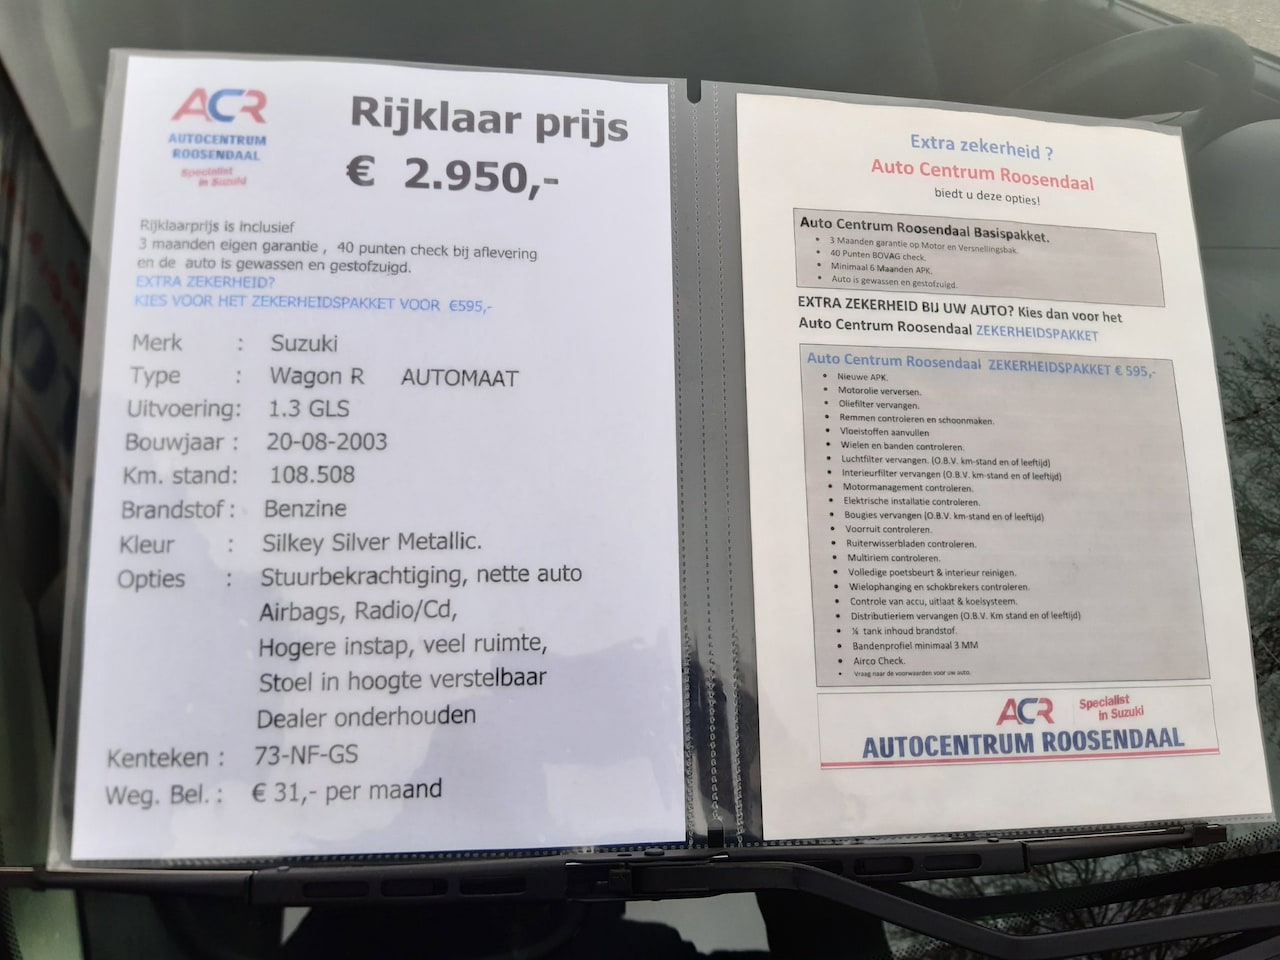 ACR
AUTOCENTRUM
ROOSENDAAL
Specialist
in Suzuki
Rijklaar prijs
€ 2.950,-
Rijklaarprijs is inclusief
3 maanden eigen garantie , 40 punten check bij aflevering
en de auto is gewassen en gestofzuigd.
EXTRA ZEKERHEID?
KIES VOOR HET ZEKERHEIDSPAKKET VOOR €595,-
Merk : Suzuki
Type : Wagon R AUTOMAAT
Uitvoering: 1.3 GLS
Bouwjaar : 20-08-2003
Km. stand: 108.508
Brandstof : Benzine
Kleur : Silkey Silver Metallic.
Opties : Stuurbekrachtiging, nette auto
Airbags, Radio/Cd,
Hogere instap, veel ruimte,
Stoel in hoogte verstelbaar
Dealer onderhouden
Kenteken : 73-NF-GS
Weg. Bel. : € 31,- per maand
Extra zekerheid ?
Auto Centrum Roosendaal
biedt u deze opties!
Auto Centrum Roosendaal Basispakket.
• 3 Maanden garantie op Motor en Versnellingsbak.
• 40 Punten BOVAG check.
• Minimaal 6 Maanden APK.
• Auto is gewassen en gestofzuigd.
EXTRA ZEKERHEID BIJ UW AUTO? Kies dan voor het
Auto Centrum Roosendaal ZEKERHEIDSPAKKET
Auto Centrum Roosendaal ZEKERHEIDSPAKKET € 595,-
• Nieuwe APK.
• Motorolie verversen.
• Oliefilter vervangen.
• Remmen controleren en schoonmaken.
• Vloeistoffen aanvullen
• Wielen en banden controleren.
• Luchtfilter vervangen. (O.B.V. km-stand en of leeftijd)
• Interieurfilter vervangen (O.B.V. km-stand en of leeftijd)
• Motormanagement controleren.
• Elektrische installatie controleren.
• Bougies vervangen (O.B.V. km-stand en of leeftijd)
• Voorruit controleren.
• Ruiterwisserbladen controleren.
• Multiriem controleren.
• Volledige poetsbeurt & interieur reinigen.
• Wielophanging en schokbrekers controleren.
• Controle van accu, uitlaat & koelsysteem.
• Distributieriem vervangen (O.B.V. Km stand en of leeftijd)
• tank inhoud brandstof.
• Bandenprofiel minimaal 3 MM
• Airco Check.
• Vraag naar de voorwaarden voor uw auto.
ACR Specialist
in Suzuki
AUTOCENTRUM ROOSENDAAL